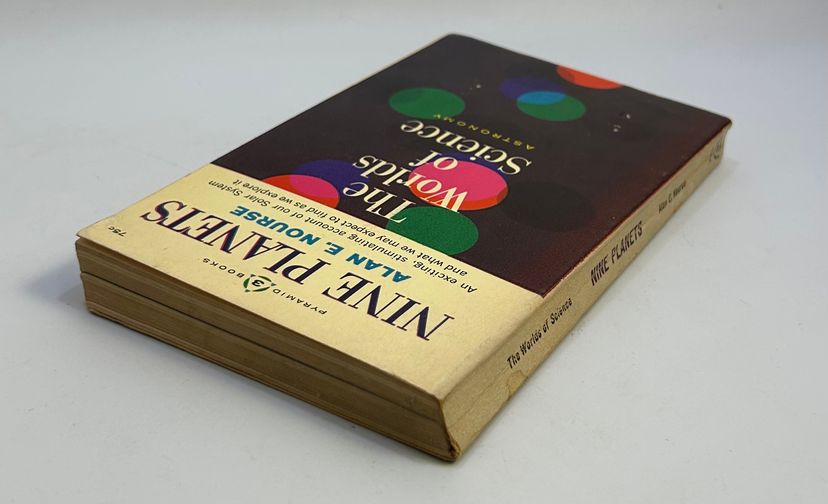 PYRAMID 3 BOOKS
75c
NINE PLANETS
ALAN E. NOURSE
An exciting, stimulating account of our Solar System
and what we may expect to find as we explore it
The
Worlds
of
Science
ASTRONOMY
The Worlds of Science
NINE PLANETS
Alan E. Nourse